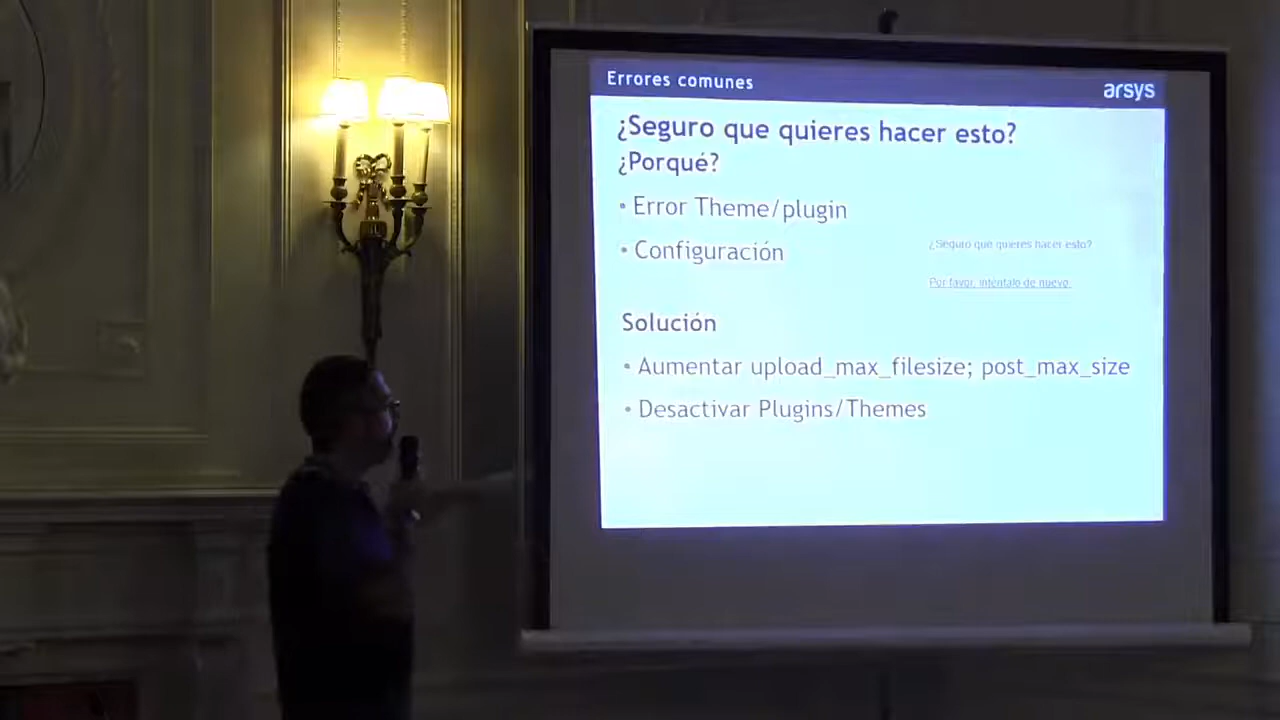 Errores comunes
arsys
¿Seguro que quieres hacer esto?
¿Porqué?
• Error Theme/plugin
• Configuración
¿Seguro que quieres hacer esto?
Por favor, inténtalo de nuevo.
Solución
• Aumentar upload_max_filesize; post_max_size
• Desactivar Plugins/Themes